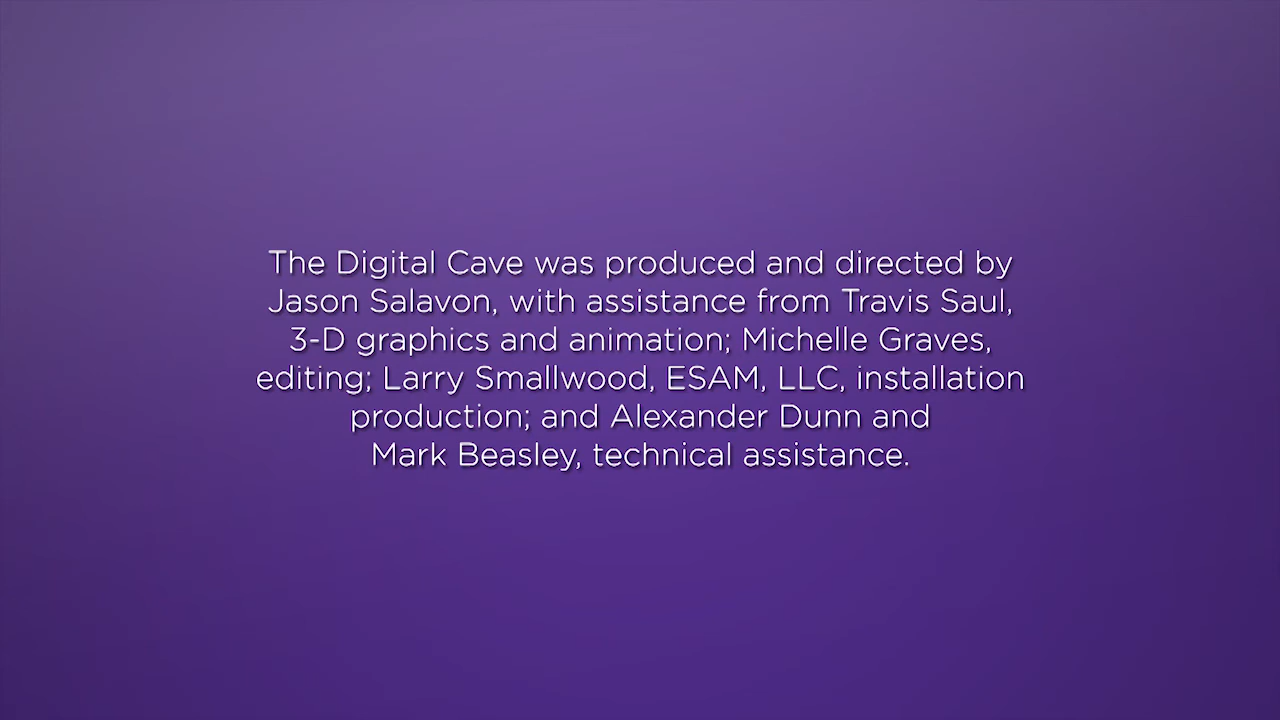 The Digital Cave was produced and directed by
Jason Salavon, with assistance from Travis Saul,
3-D graphics and animation; Michelle Graves,
editing; Larry Smallwood, ESAM, LLC, installation
production; and Alexander Dunn and
Mark Beasley, technical assistance.